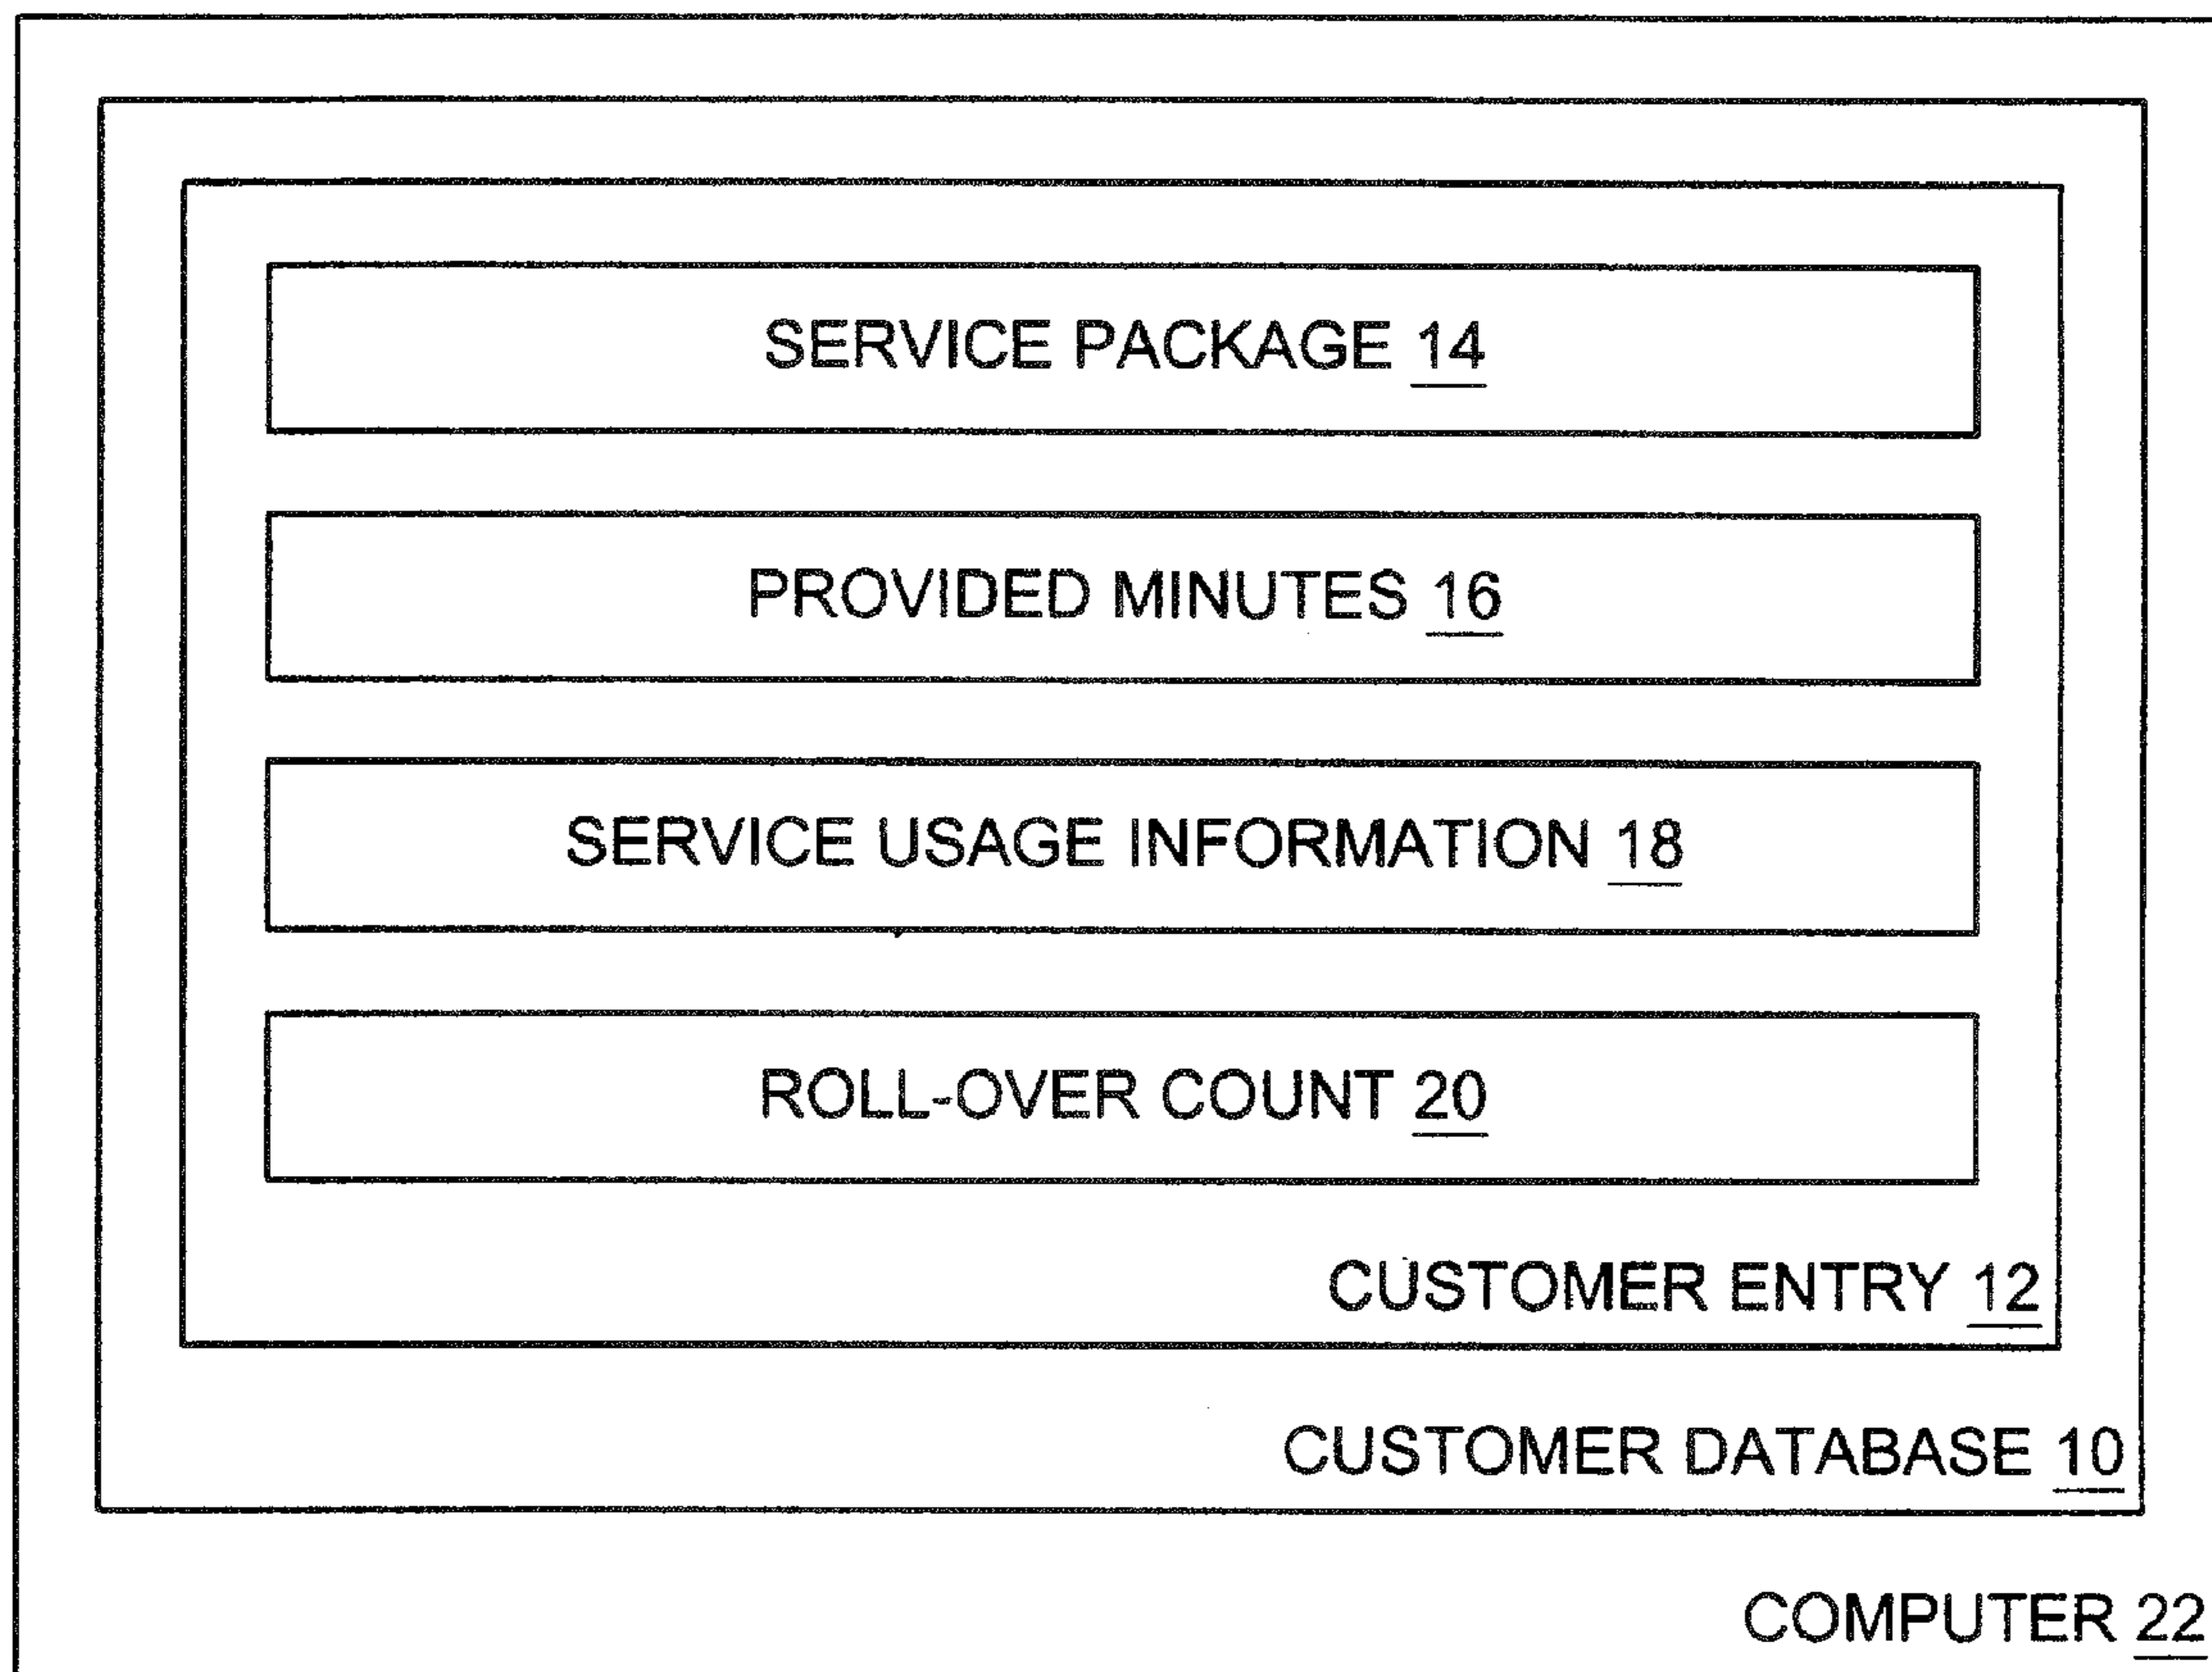 SERVICE PACKAGE 14
PROVIDED MINUTES 16
SERVICE USAGE INFORMATION 18
ROLL-OVER COUNT 20
CUSTOMER ENTRY 12
CUSTOMER DATABASE 10
COMPUTER 22